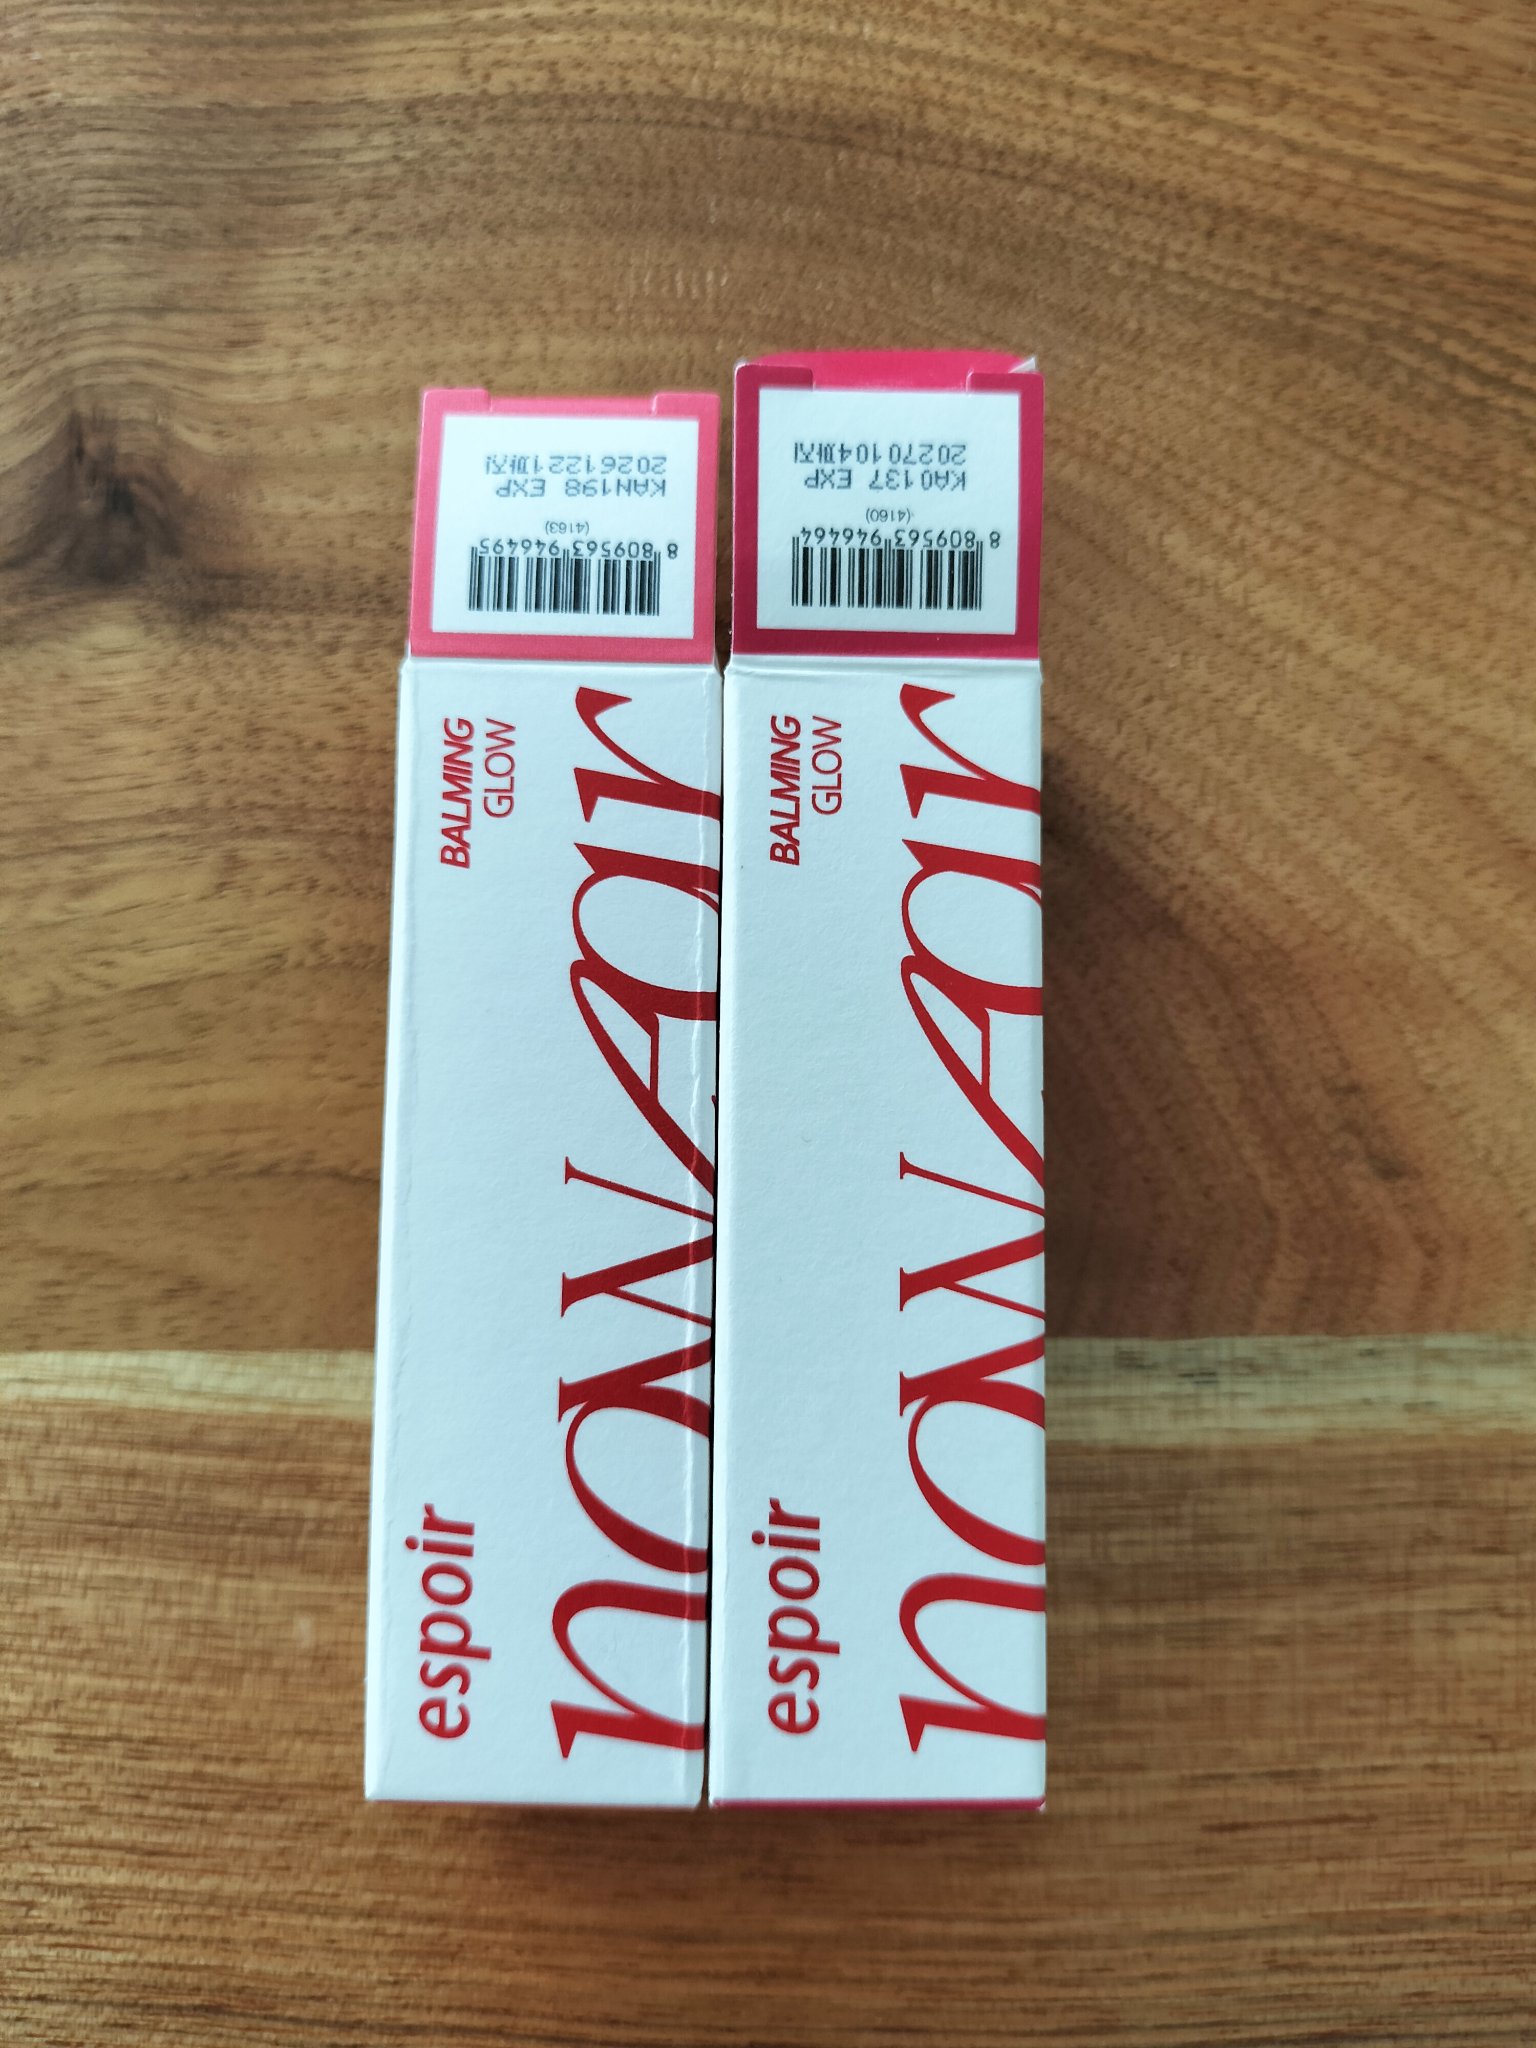 KAN198 EXP
20261221까지
(4163)
8 809563 946495
BALMING
GLOW
espoir
noWear
KA0137 EXP
20270104까지
(4160)
8 809563 946464
BALMING
GLOW
espoir
noWear